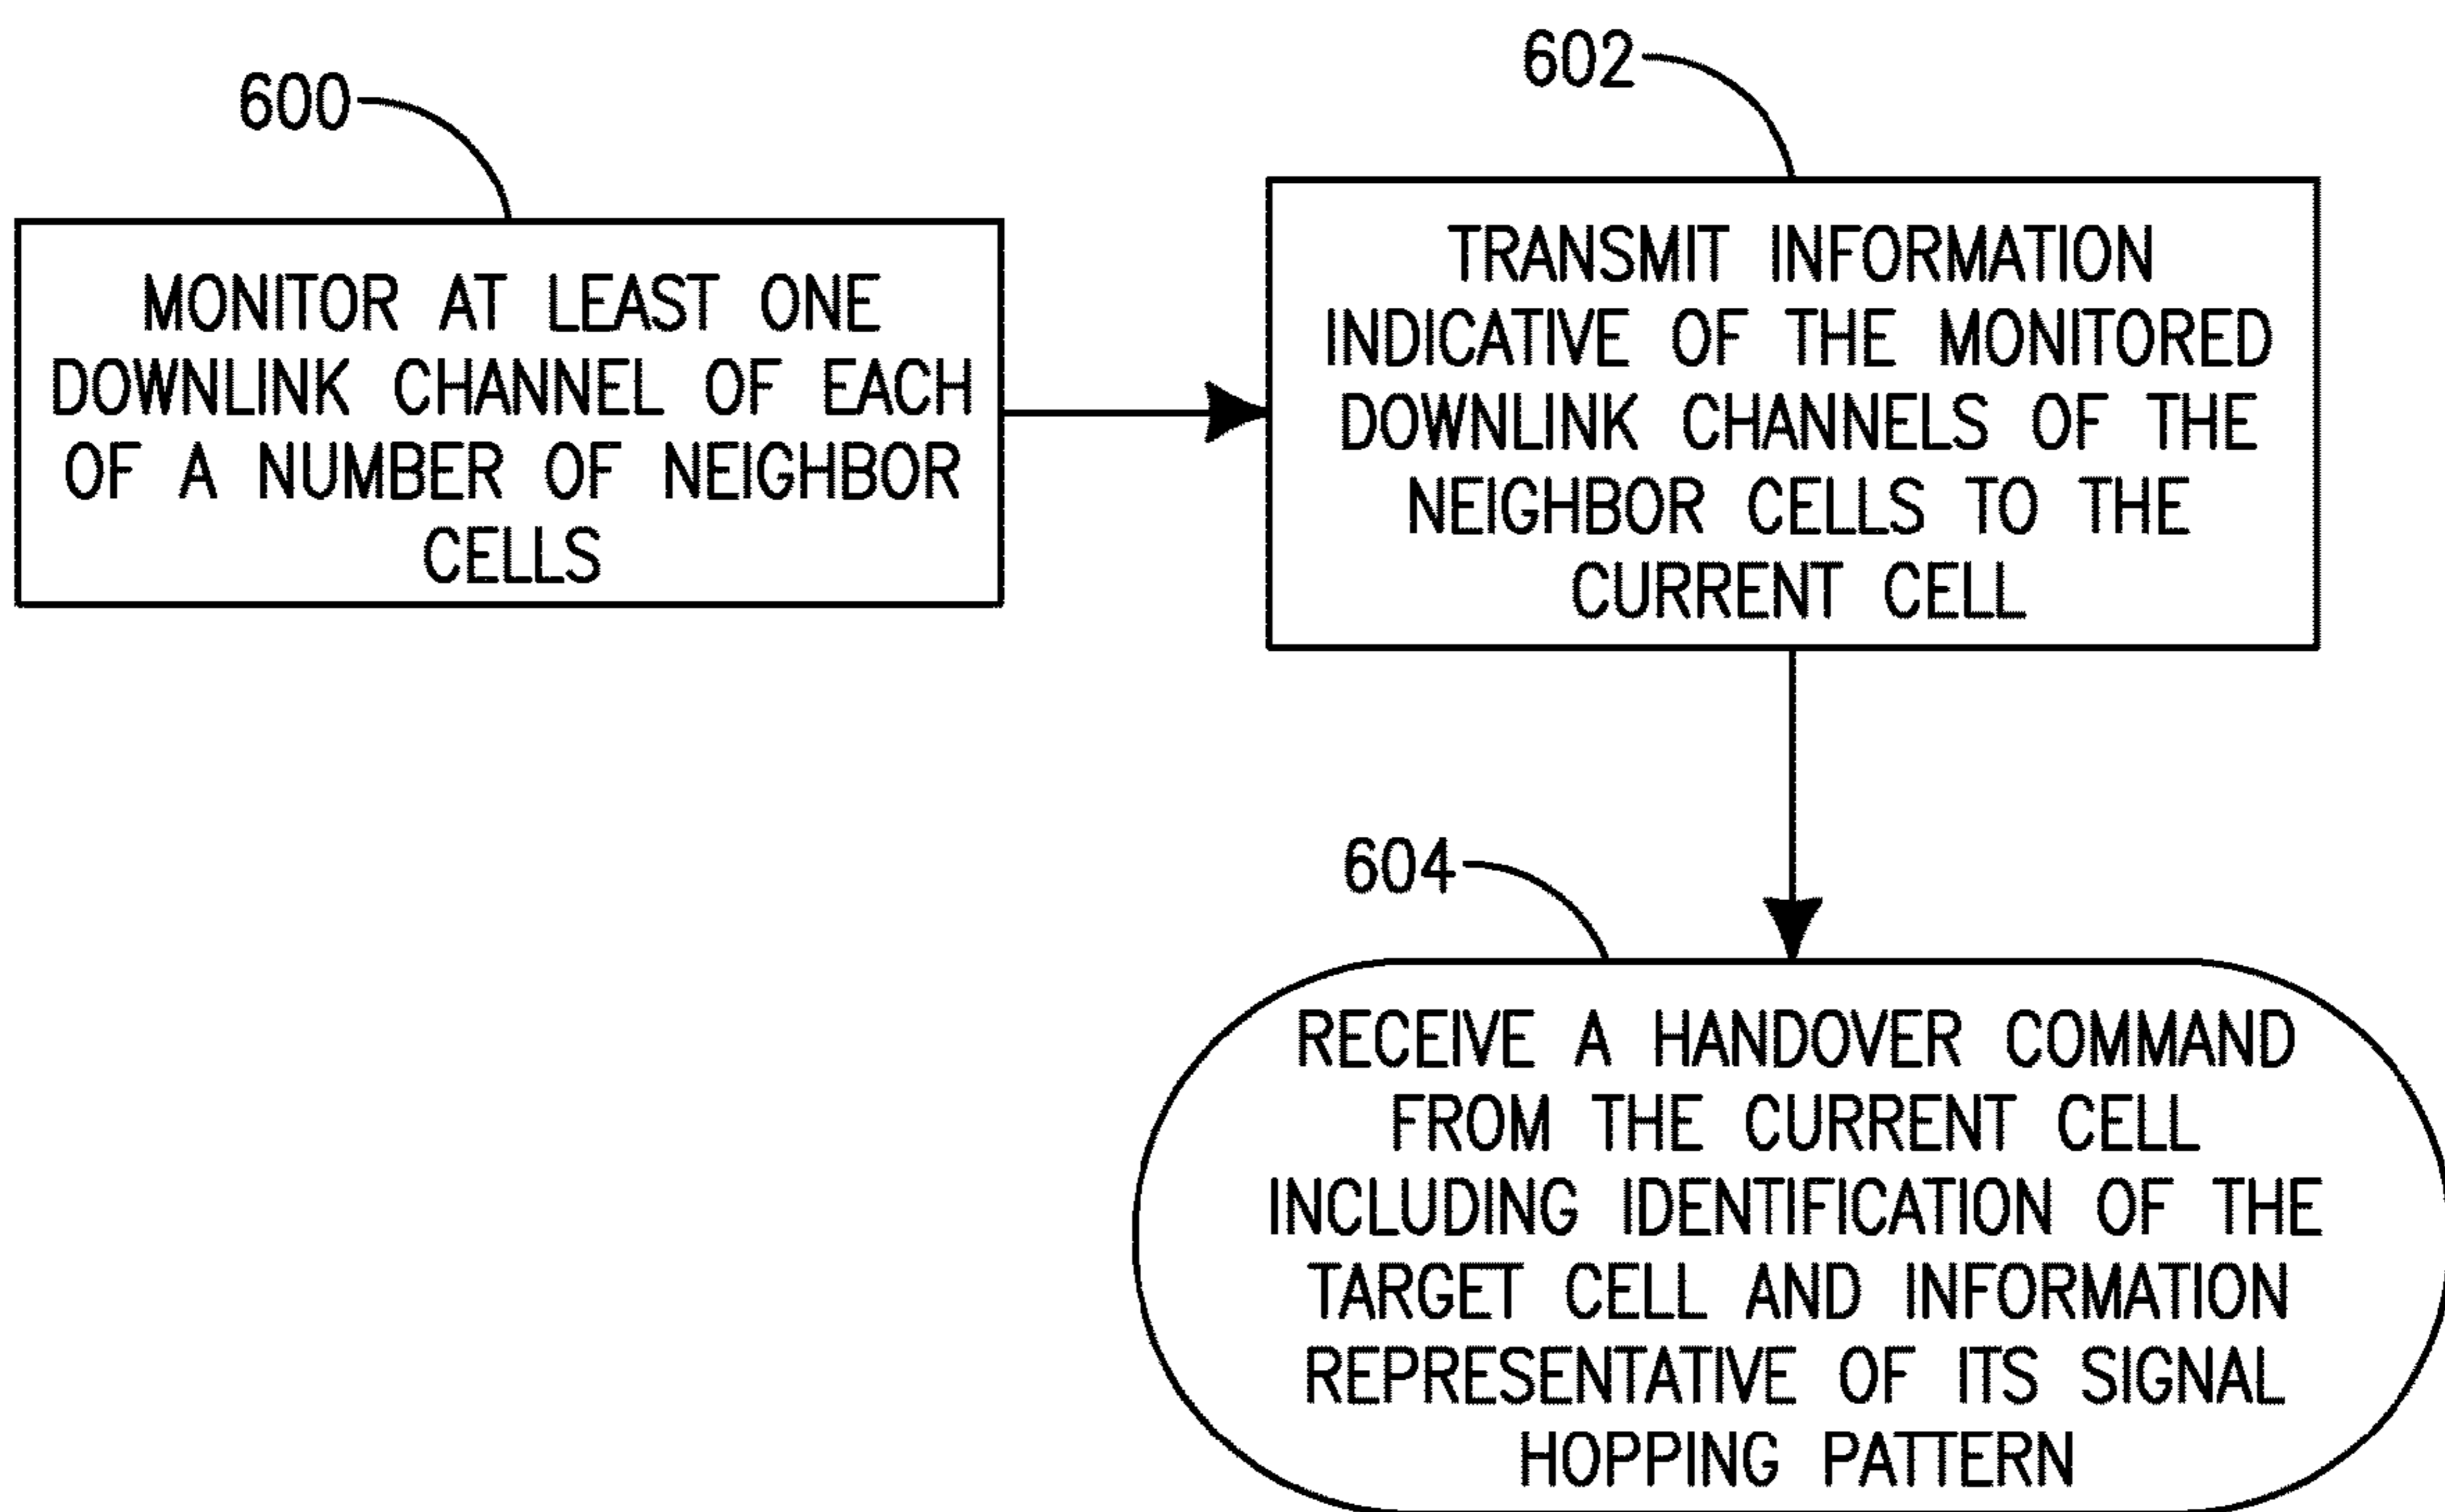 600
MONITOR AT LEAST ONE
DOWNLINK CHANNEL OF EACH
OF A NUMBER OF NEIGHBOR
CELLS
602
TRANSMIT INFORMATION
INDICATIVE OF THE MONITORED
DOWNLINK CHANNELS OF THE
NEIGHBOR CELLS TO THE
CURRENT CELL
604
RECEIVE A HANDOVER COMMAND
FROM THE CURRENT CELL
INCLUDING IDENTIFICATION OF THE
TARGET CELL AND INFORMATION
REPRESENTATIVE OF ITS SIGNAL
HOPPING PATTERN